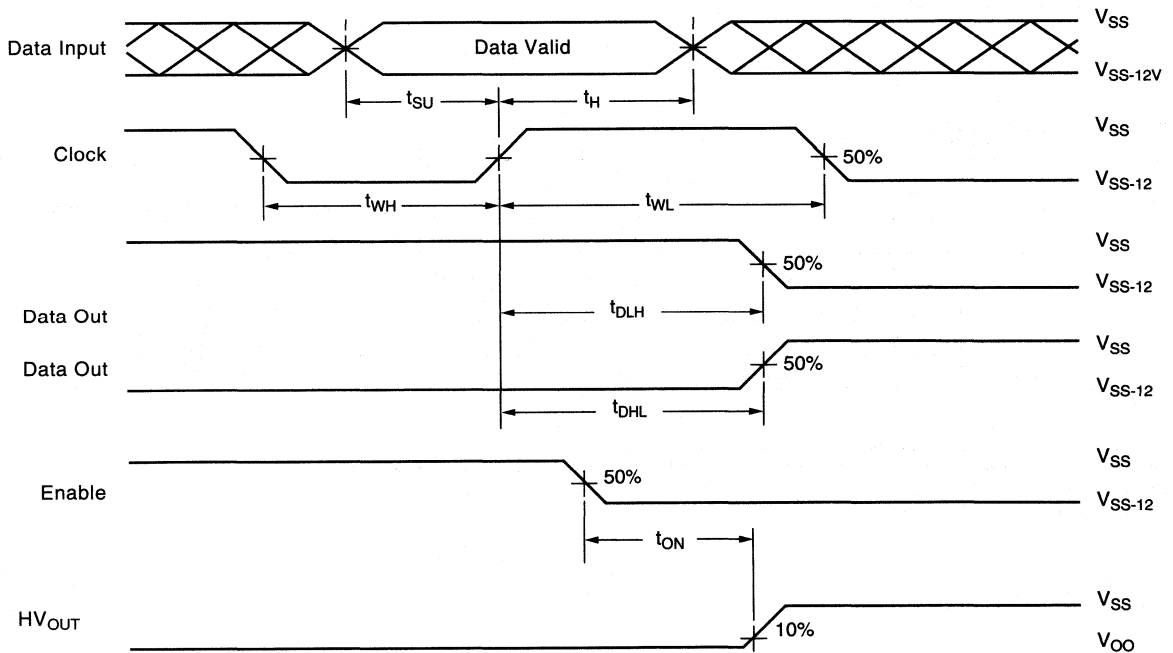 Data Input
Data Valid
VSS
VSS-12V
tSU
tH
Clock
50%
VSS
VSS-12
tWH
tWL
50%
VSS
VSS-12
Data Out
tDLH
Data Out
50%
VSS
VSS-12
tDHL
Enable
50%
VSS
VSS-12
tON
HVOUT
10%
VSS
VOO